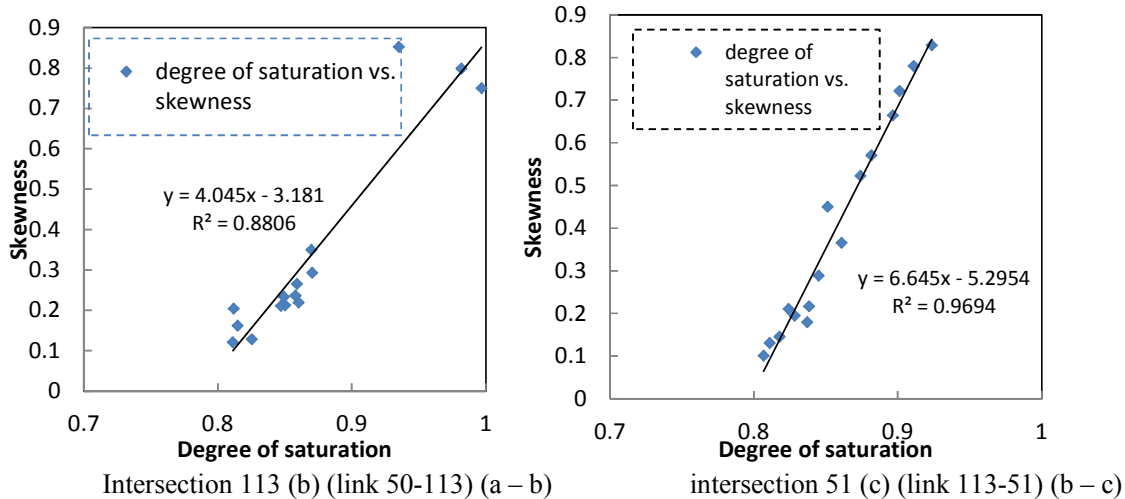 0.9
0.8
0.7
0.6
0.5
0.4
0.3
0.2
0.1
0
Skewness
degree of saturation vs.
skewness
y = 4.045x - 3.181
R² = 0.8806
0.7 0.8 0.9 1
Degree of saturation
Intersection 113 (b) (link 50-113) (a – b)
0.9
0.8
0.7
0.6
0.5
0.4
0.3
0.2
0.1
0
Skewness
degree of
saturation vs.
skewness
y = 6.645x - 5.2954
R² = 0.9694
0.7 0.8 0.9 1
Degree of saturation
intersection 51 (c) (link 113-51) (b – c)